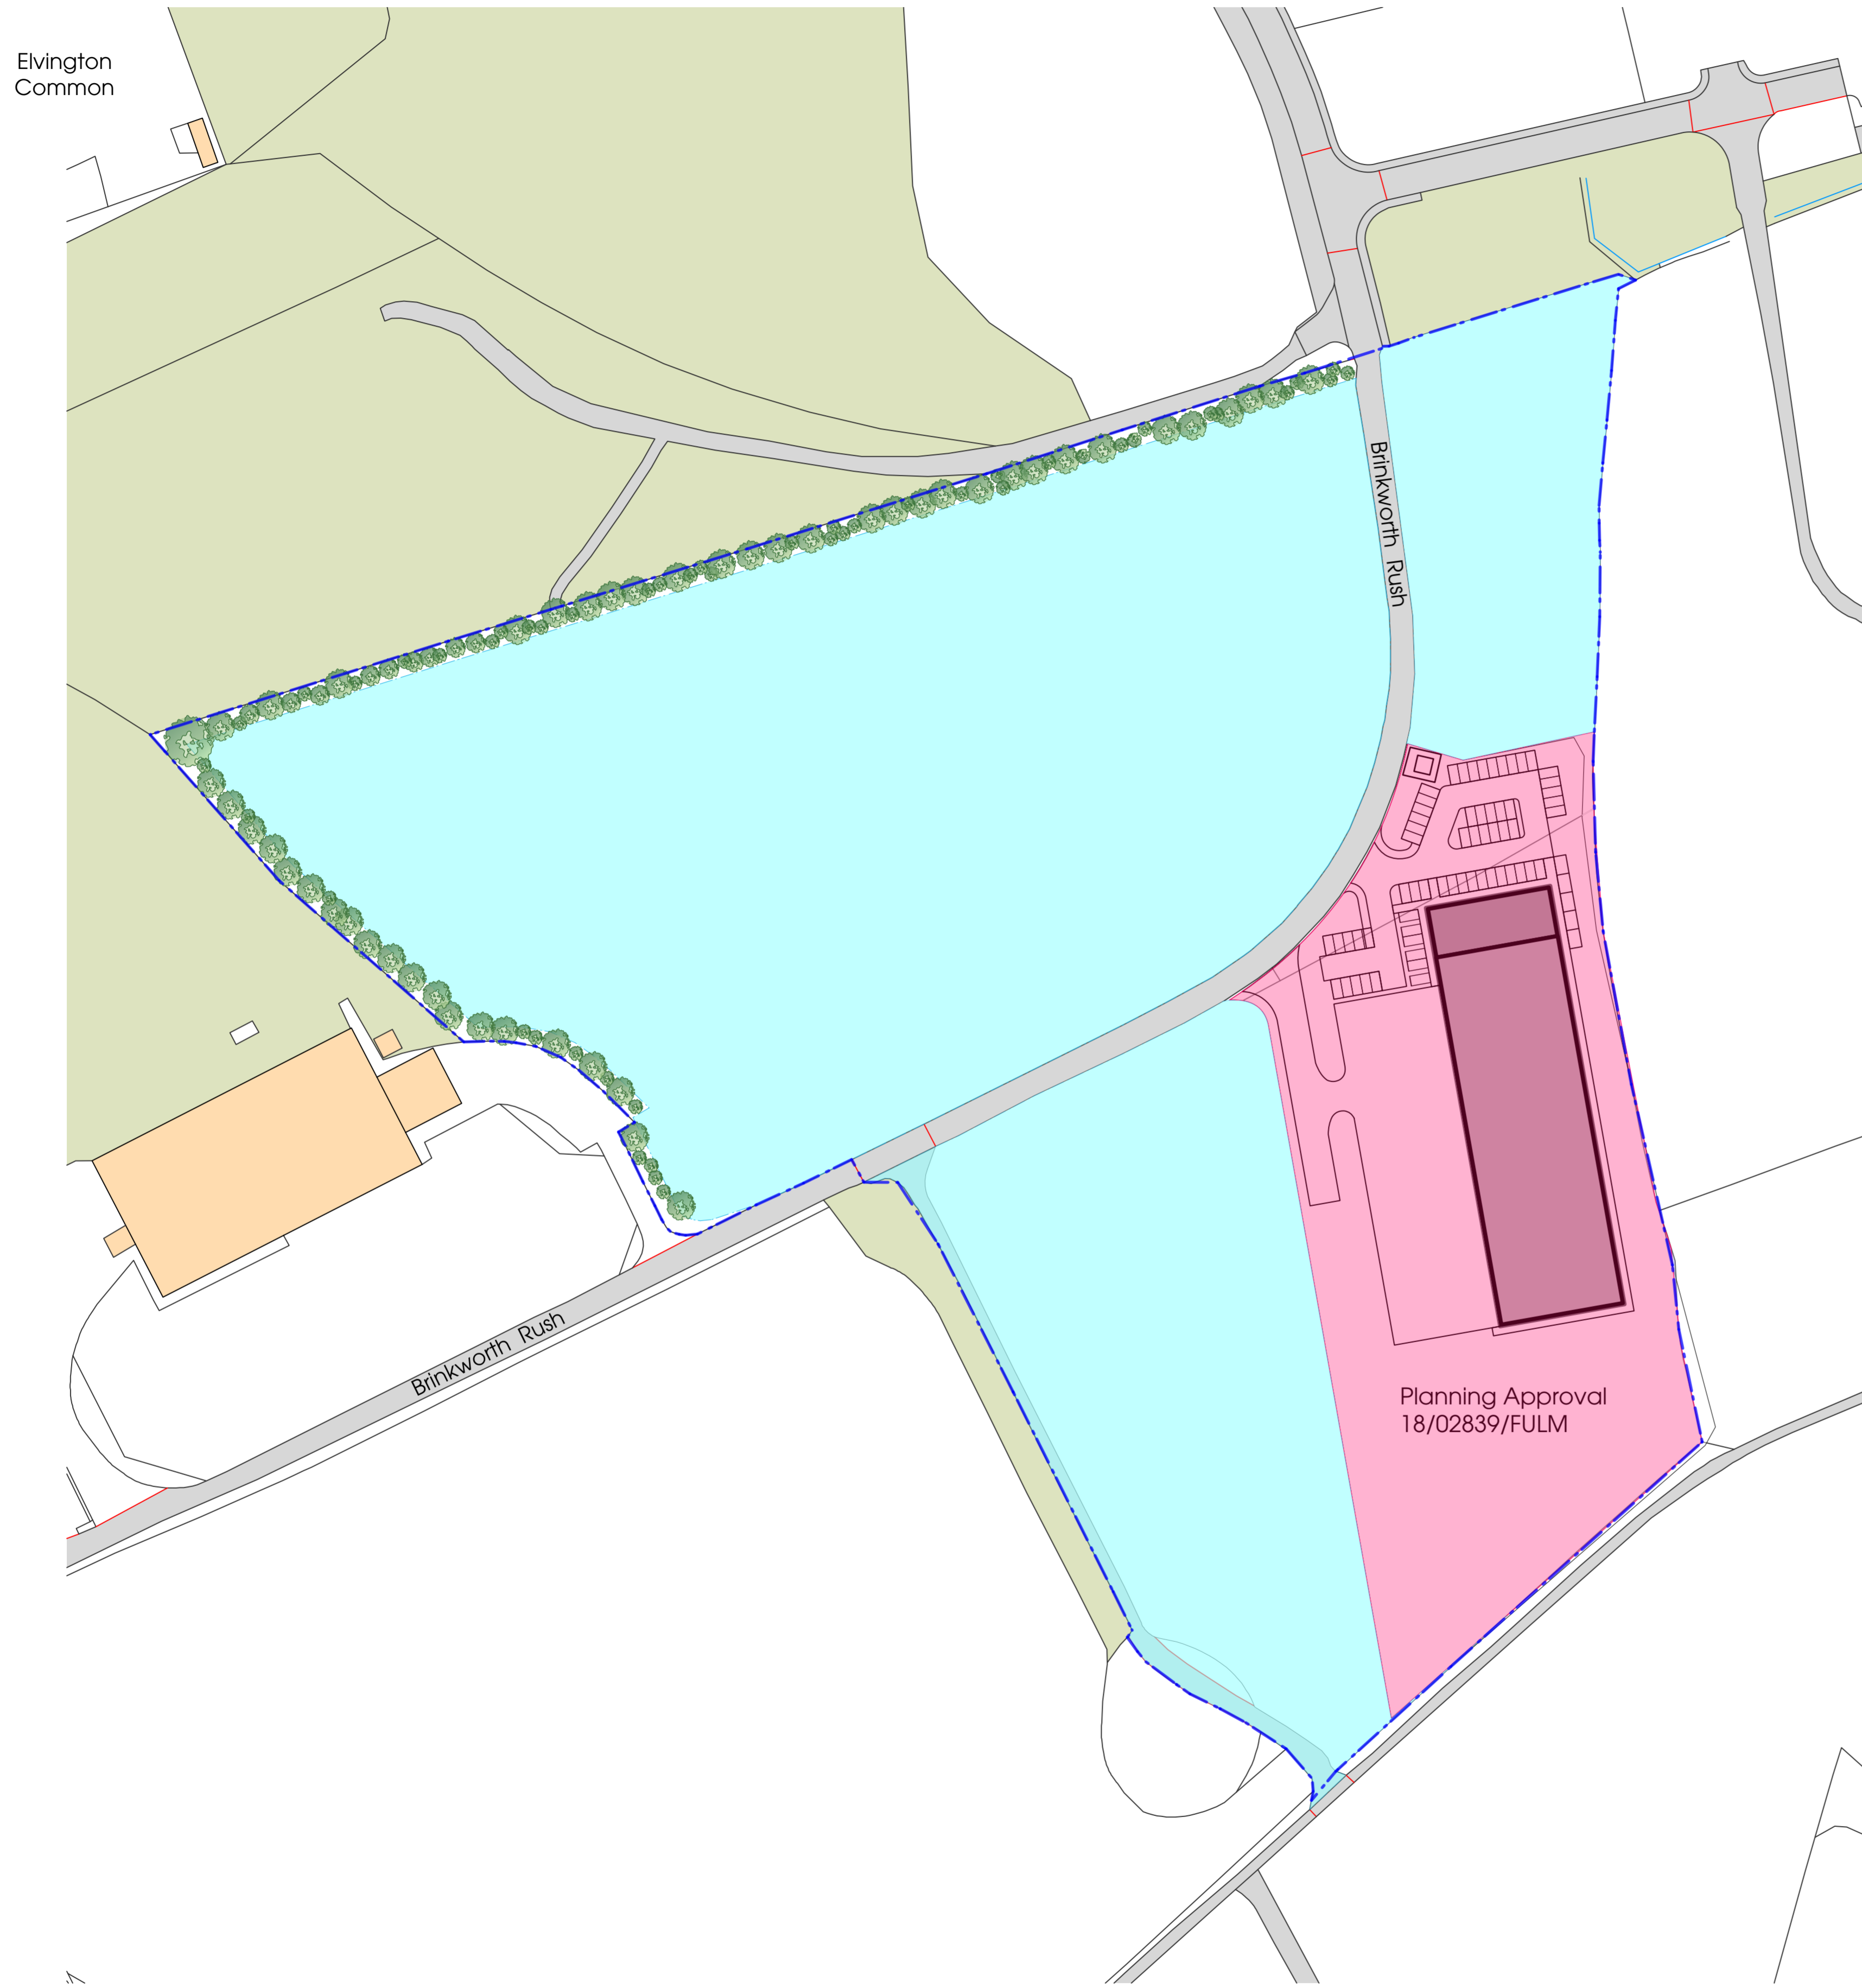 Elvington
Common
Brinkworth Rush
Brinkworth Rush
Planning Approval
18/02839/FULM